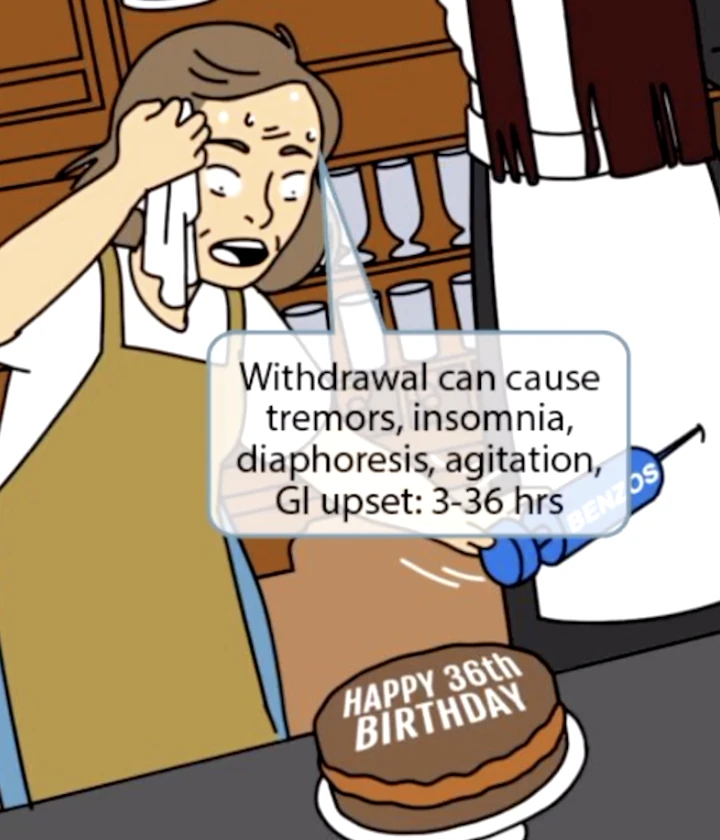 Withdrawal can cause
tremors, insomnia,
diaphoresis, agitation,
GI upset: 3-36 hrs
BENZOS
HAPPY 36th
BIRTHDAY